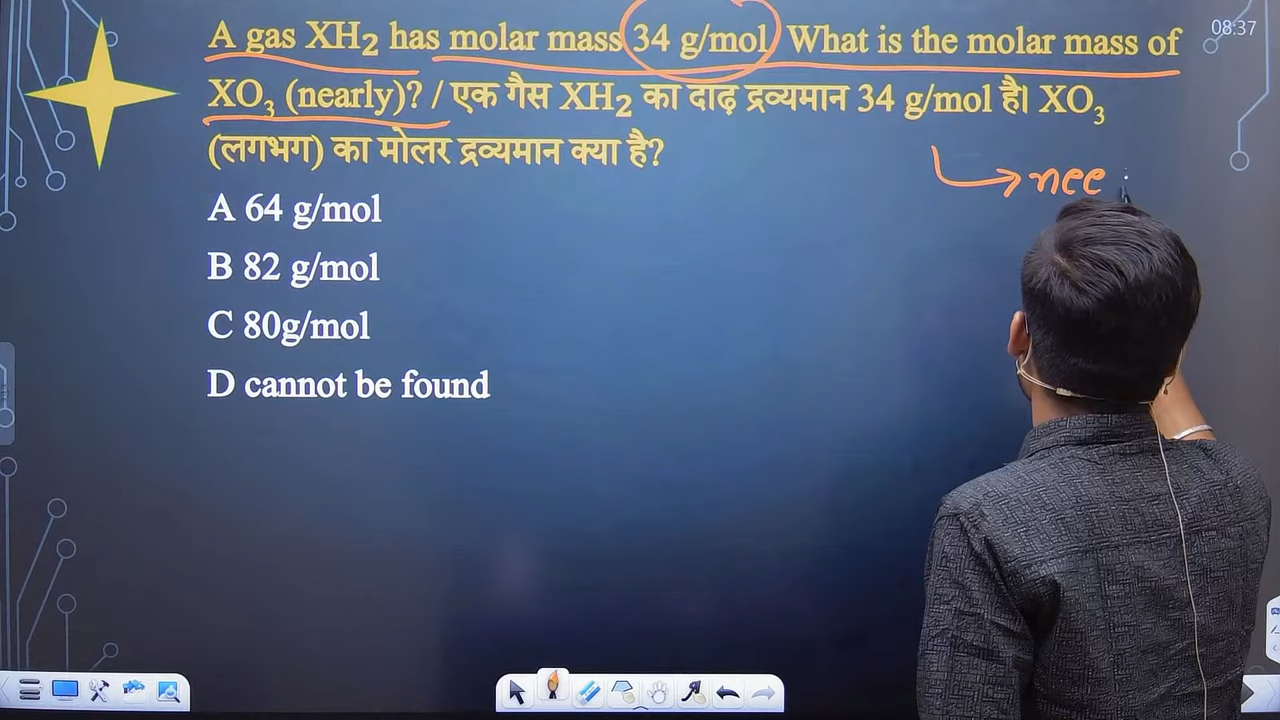 08:37
A gas XH₂ has molar mass 34 g/mol What is the molar mass of
XO₃ (nearly)? / एक गैस XH₂ का दाढ़ द्रव्यमान 34 g/mol है। XO₃
(लगभग) का मोलर द्रव्यमान क्या है?
nee
A 64 g/mol
B 82 g/mol
C 80g/mol
D cannot be found